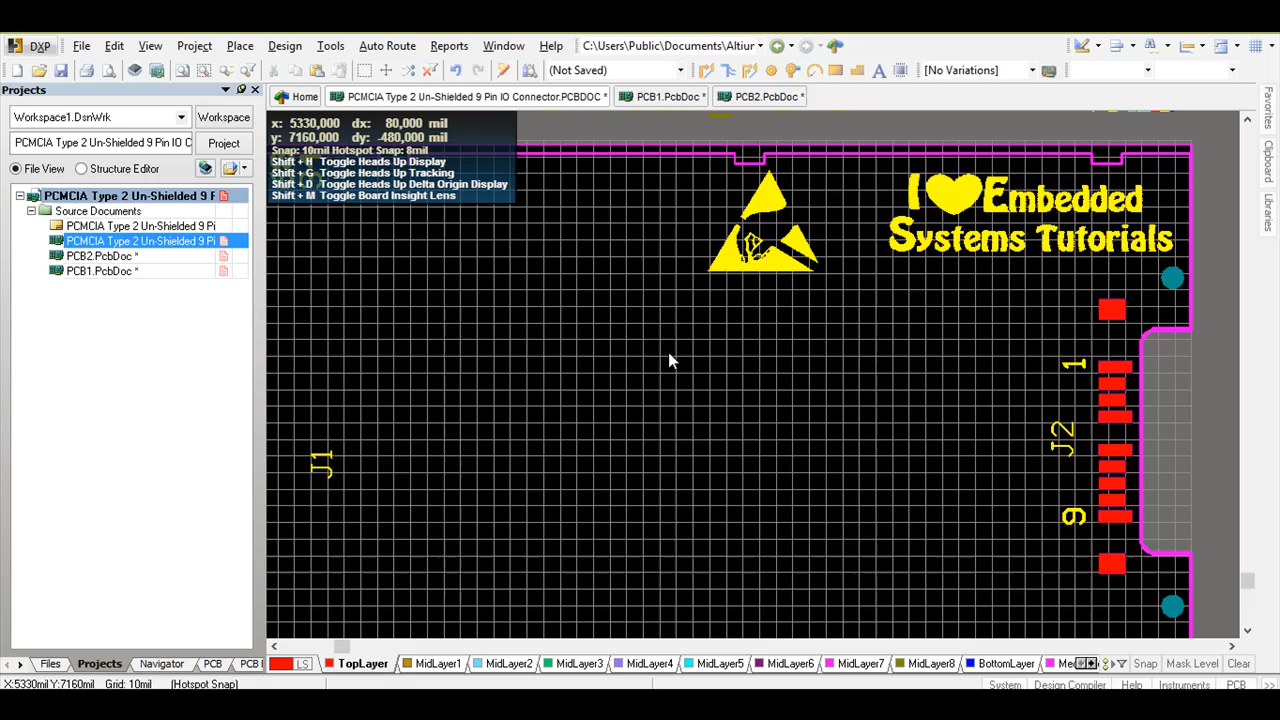 DXP File Edit View Project Place Design Tools Auto Route Reports Window Help C:\Users\Public\Documents\Altiur
(Not Saved) [No Variations]
Projects
Workspace1.DsnWrk Workspace
PCMCIA Type 2 Un-Shielded 9 Pin IO C Project
File View Structure Editor
PCMCIA Type 2 Un-Shielded 9 F
Source Documents
PCMCIA Type 2 Un-Shielded 9 Pi
PCMCIA Type 2 Un-Shielded 9 Pi
PCB2.PcbDoc *
PCB1.PcbDoc *
Home PCMCIA Type 2 Un-Shielded 9 Pin IO Connector.PCBDOC * PCB1.PcbDoc * PCB2.PcbDoc *
x: 5330,000 dx: 80,000 mil
y: 7160,000 dy: -480,000 mil
Snap: 10mil Hotspot Snap: 8mil
Shift + H Toggle Heads Up Display
Shift + G Toggle Heads Up Tracking
Shift + D Toggle Heads Up Delta Origin Display
Shift + M Toggle Board Insight Lens
I Embedded
Systems Tutorials
1
J2
9
J1
Favorites
Clipboard
Libraries
Files Projects Navigator PCB PCB
LS TopLayer MidLayer1 MidLayer2 MidLayer3 MidLayer4 MidLayer5 MidLayer6 MidLayer7 MidLayer8 BottomLayer Me Snap Mask Level Clear
X:5330mil Y:7160mil Grid: 10mil (Hotspot Snap) System Design Compiler Help Instruments PCB >>